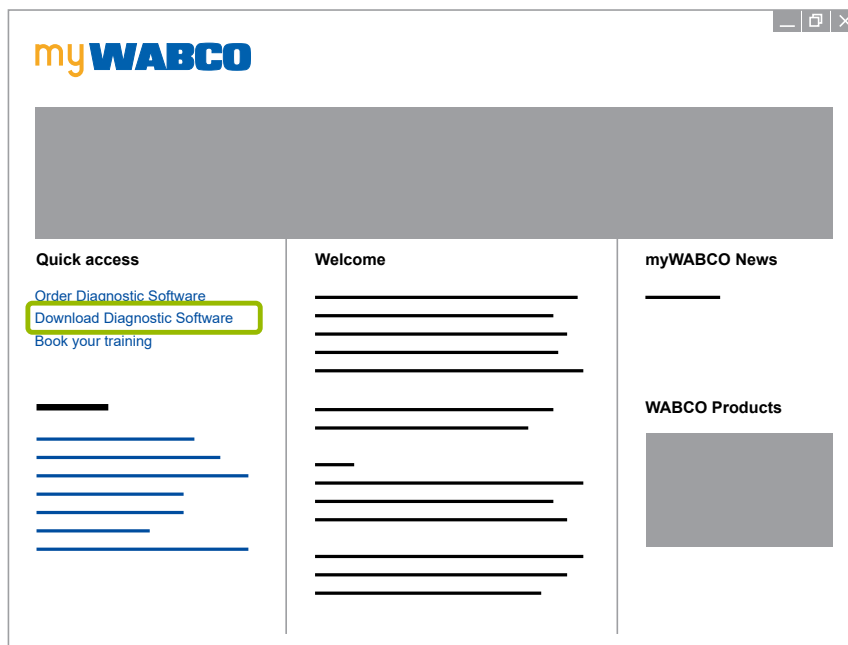 myWABCO
Quick access
Order Diagnostic Software
Download Diagnostic Software
Book your training
Welcome
myWABCO News
WABCO Products